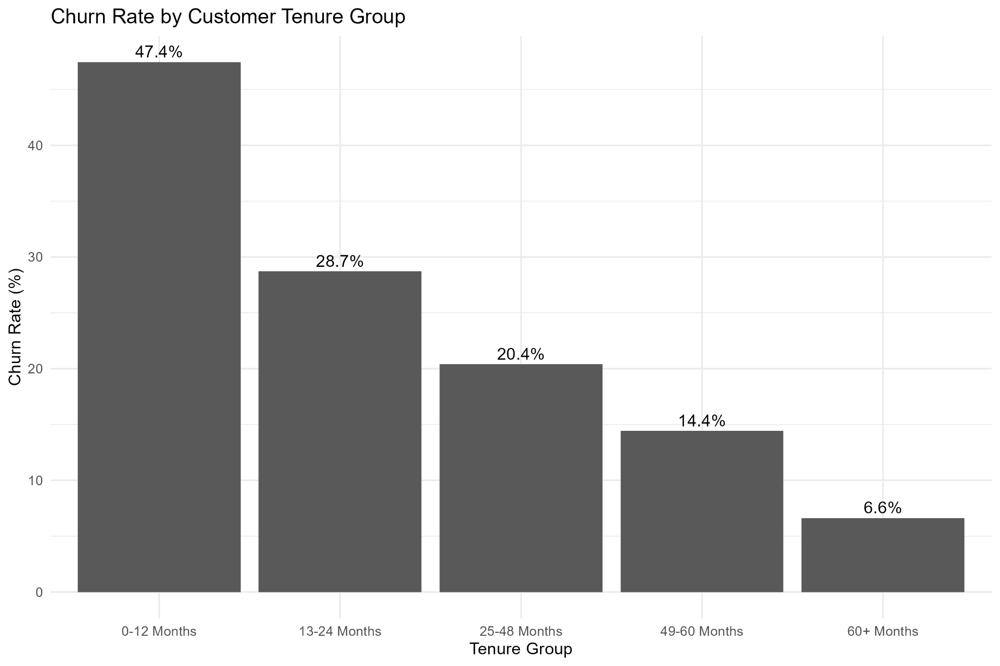 Churn Rate by Customer Tenure Group
47.4%
28.7%
20.4%
14.4%
6.6%
Churn Rate (%)
40
30
20
10
0
0-12 Months
13-24 Months
25-48 Months
49-60 Months
60+ Months
Tenure Group